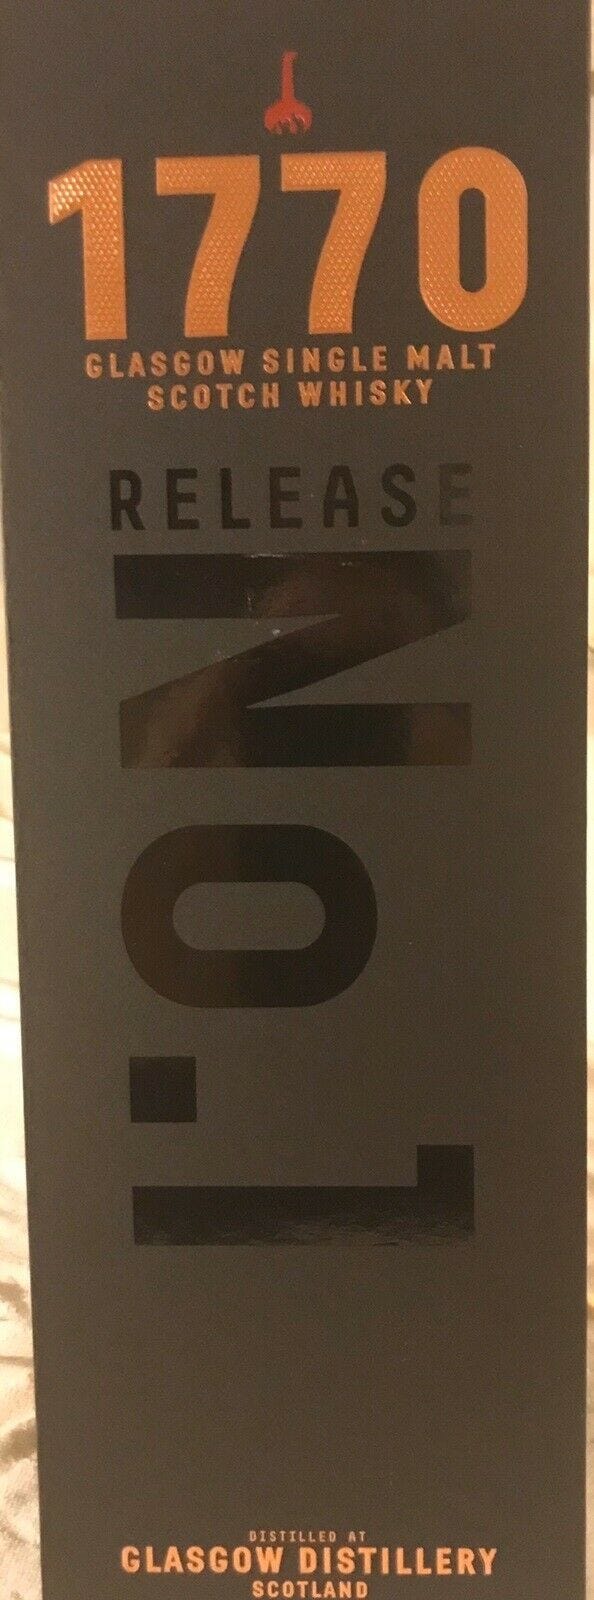 1770
GLASGOW SINGLE MALT
SCOTCH WHISKY
RELEASE
No.1
DISTILLED AT
GLASGOW DISTILLERY
SCOTLAND